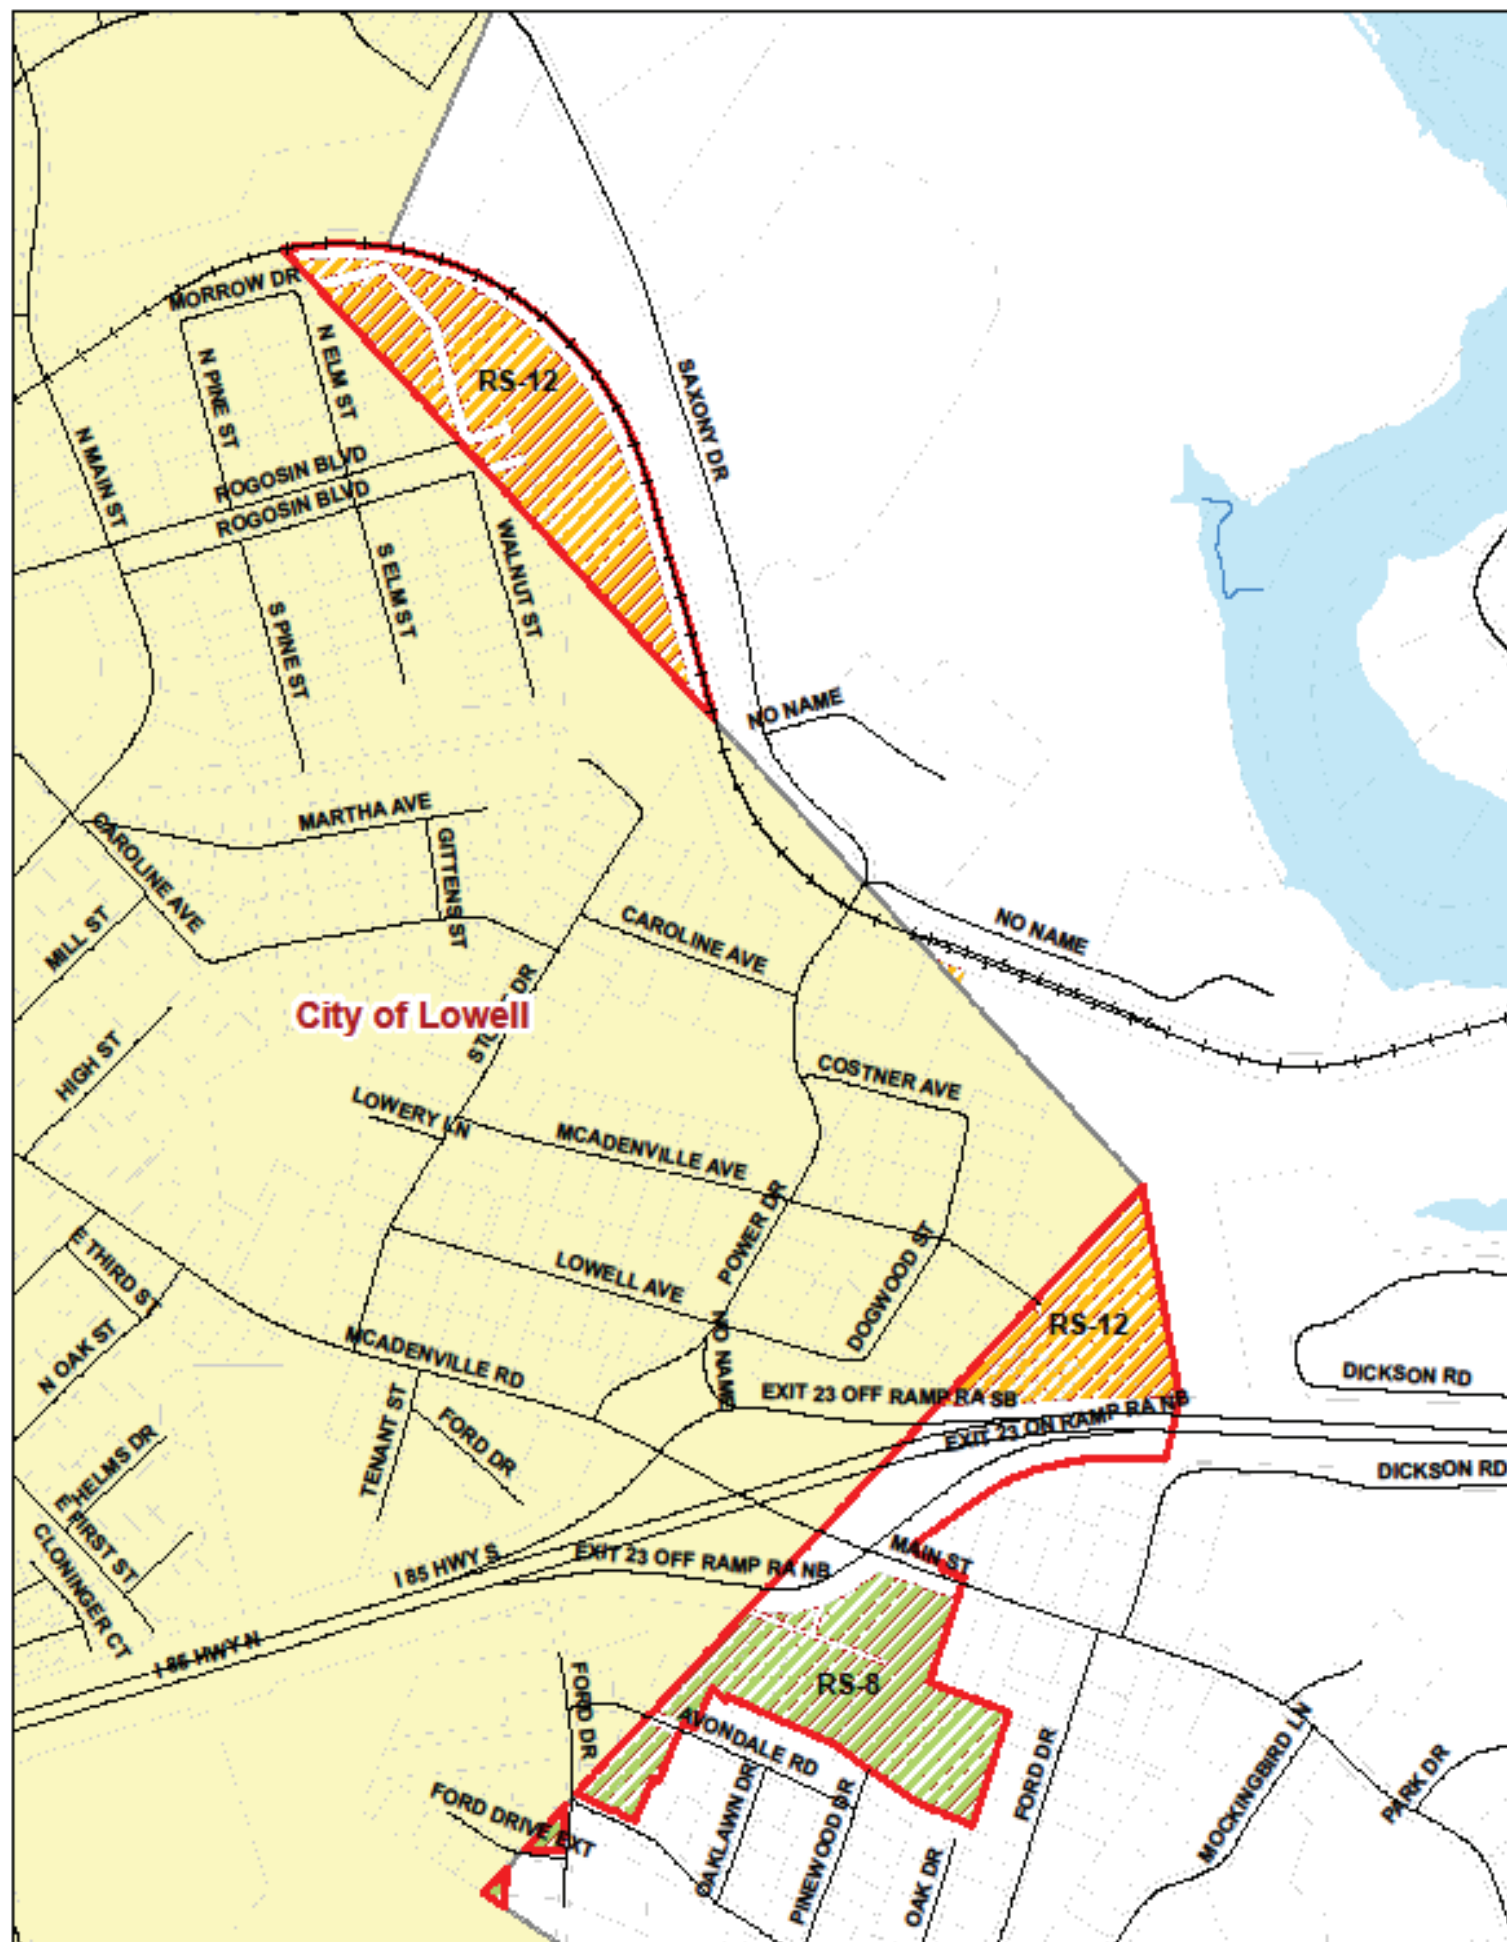 MORROW DR
N ELM ST
N PINE ST
RS-12
SAXONY DR
N MAIN ST
ROGOSIN BLVD
ROGOSIN BLVD
WALNUT ST
S ELM ST
S PINE ST
NO NAME
MARTHA AVE
CAROLINE AVE
GITTENS ST
MILL ST
CAROLINE AVE
NO NAME
City of Lowell
DR
HIGH ST
COSTNER AVE
LOWERY LN
MCADENVILLE AVE
POWER DR
E THIRD ST
LOWELL AVE
DOGWOOD ST
RS-12
N OAK ST
MCADENVILLE RD
NO NAME
DICKSON RD
EXIT 23 OFF RAMP RA SB
EXIT 23 ON RAMP RA NB
TENANT ST
FORD DR
HELMS DR
DICKSON RD
E FIRST ST
CLONINGER CT
I 85 HWY S
EXIT 23 OFF RAMP RA NB
MAIN ST
I 85 HWY N
RS-8
FORD DR
AVONDALE RD
FORD DR
MOCKINGBIRD LN
PARK DR
FORD DRIVE EXT
OAKLAWN DR
PINEWOOD DR
OAK DR